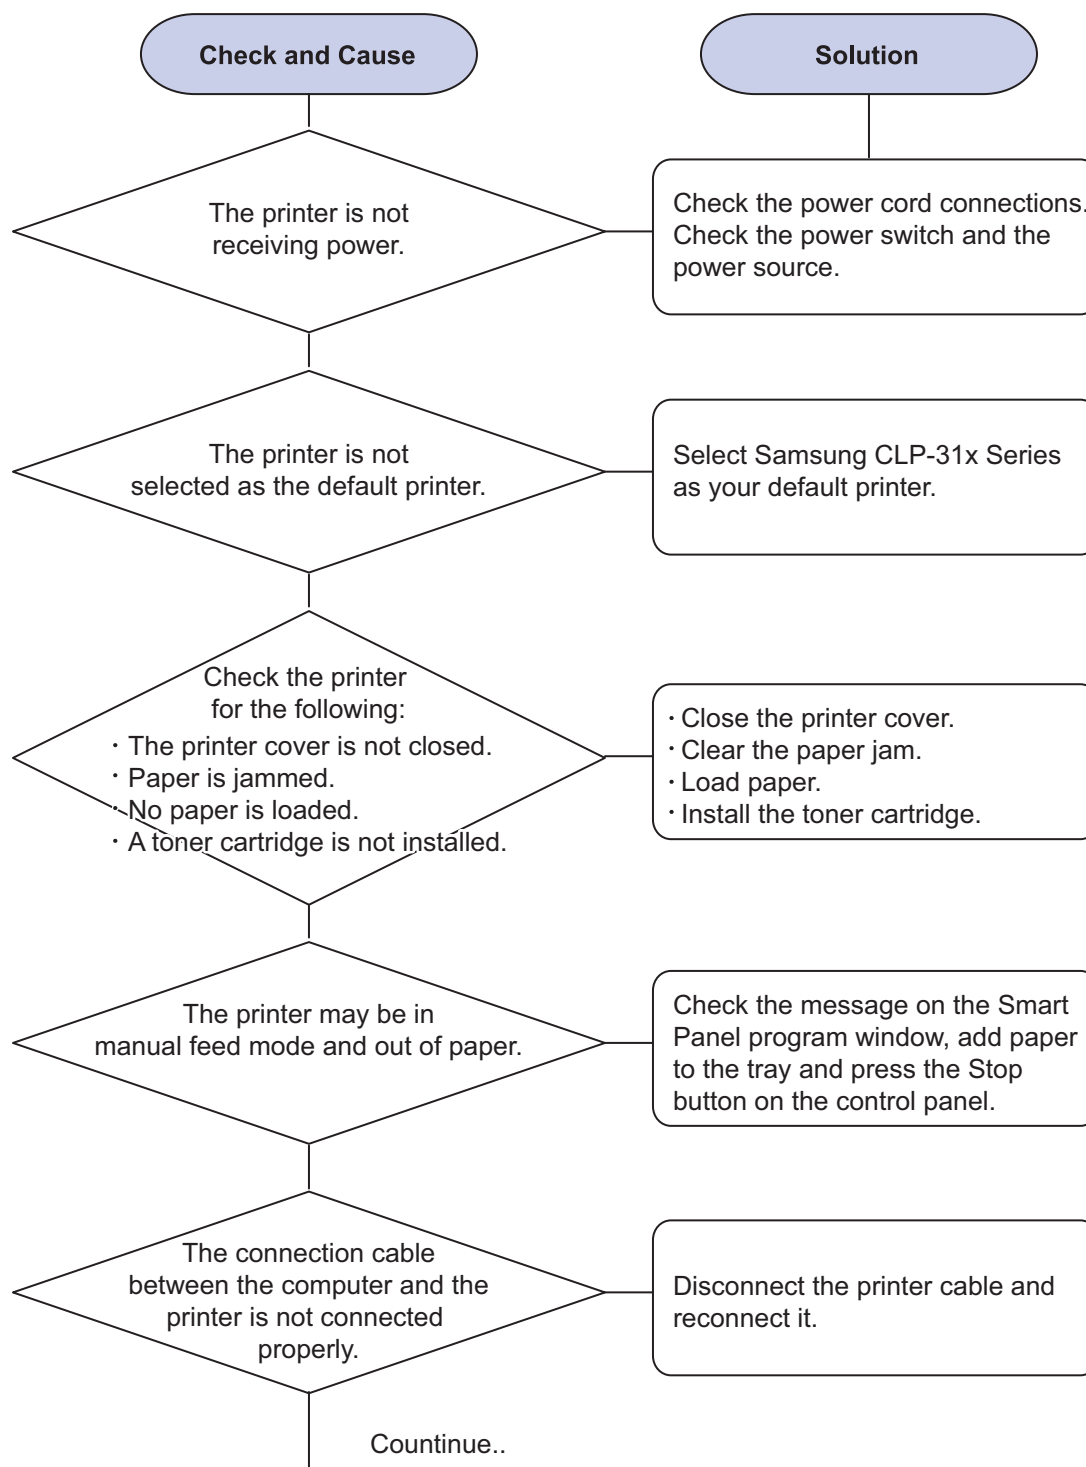 Check and Cause
Solution
The printer is not
receiving power.
Check the power cord connections.
Check the power switch and the
power source.
The printer is not
selected as the default printer.
Select Samsung CLP-31x Series
as your default printer.
Check the printer
for the following:
· The printer cover is not closed.
· Paper is jammed.
· No paper is loaded.
· A toner cartridge is not installed.
· Close the printer cover.
· Clear the paper jam.
· Load paper.
· Install the toner cartridge.
The printer may be in
manual feed mode and out of paper.
Check the message on the Smart
Panel program window, add paper
to the tray and press the Stop
button on the control panel.
The connection cable
between the computer and the
printer is not connected
properly.
Disconnect the printer cable and
reconnect it.
Countinue..